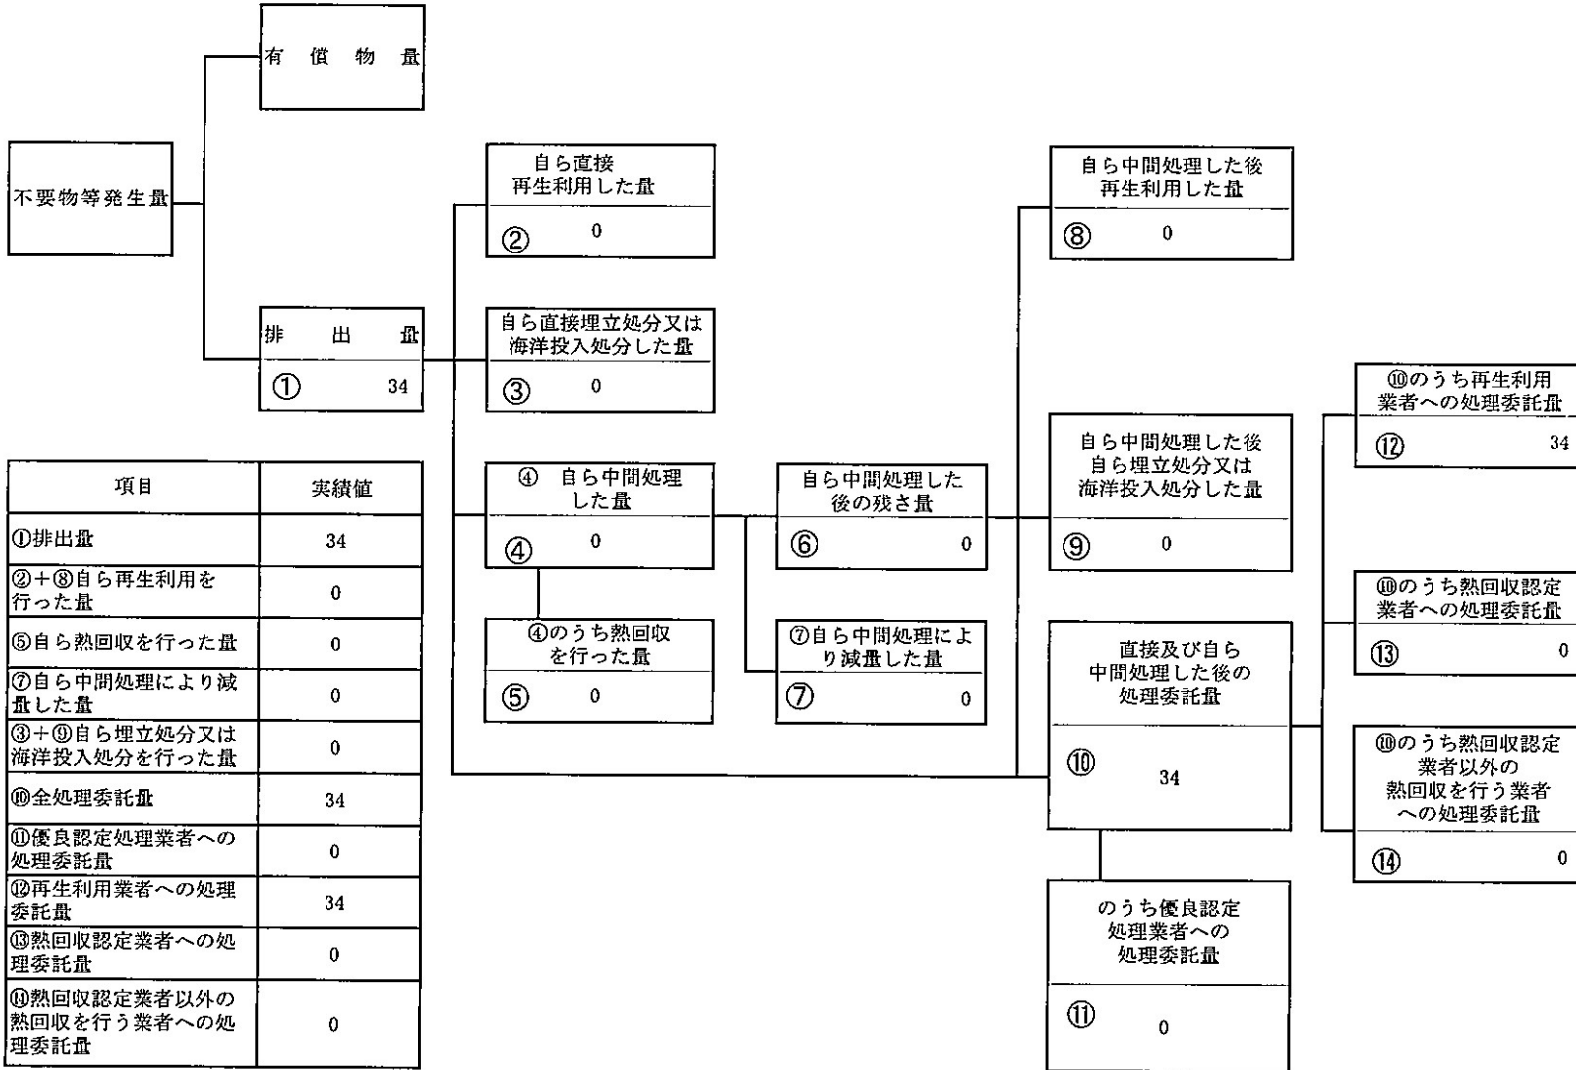 有償物量
不要物等発生量
排出量
① 34
自ら直接
再生利用した量
② 0
自ら直接埋立処分又は
海洋投入処分した量
③ 0
④ 自ら中間処理
した量
④ 0
④のうち熱回収
を行った量
⑤ 0
自ら中間処理した
後の残さ量
⑥ 0
⑦自ら中間処理によ
り減量した量
⑦ 0
自ら中間処理した後
再生利用した量
⑧ 0
自ら中間処理した後
自ら埋立処分又は
海洋投入処分した量
⑨ 0
直接及び自ら
中間処理した後の
処理委託量
⑩ 34
のうち優良認定
処理業者への
処理委託量
⑪ 0
⑩のうち再生利用
業者への処理委託量
⑫ 34
⑩のうち熱回収認定
業者への処理委託量
⑬ 0
⑩のうち熱回収認定
業者以外の
熱回収を行う業者
への処理委託量
⑭ 0
項目 実績値
①排出量 34
②+⑧自ら再生利用を
行った量 0
⑤自ら熱回収を行った量 0
⑦自ら中間処理により減
量した量 0
③+⑨自ら埋立処分又は
海洋投入処分を行った量 0
⑩全処理委託量 34
⑪優良認定処理業者への
処理委託量 0
⑫再生利用業者への処理
委託量 34
⑬熱回収認定業者への処
理委託量 0
⑭熱回収認定業者以外の
熱回収を行う業者への処
理委託量 0